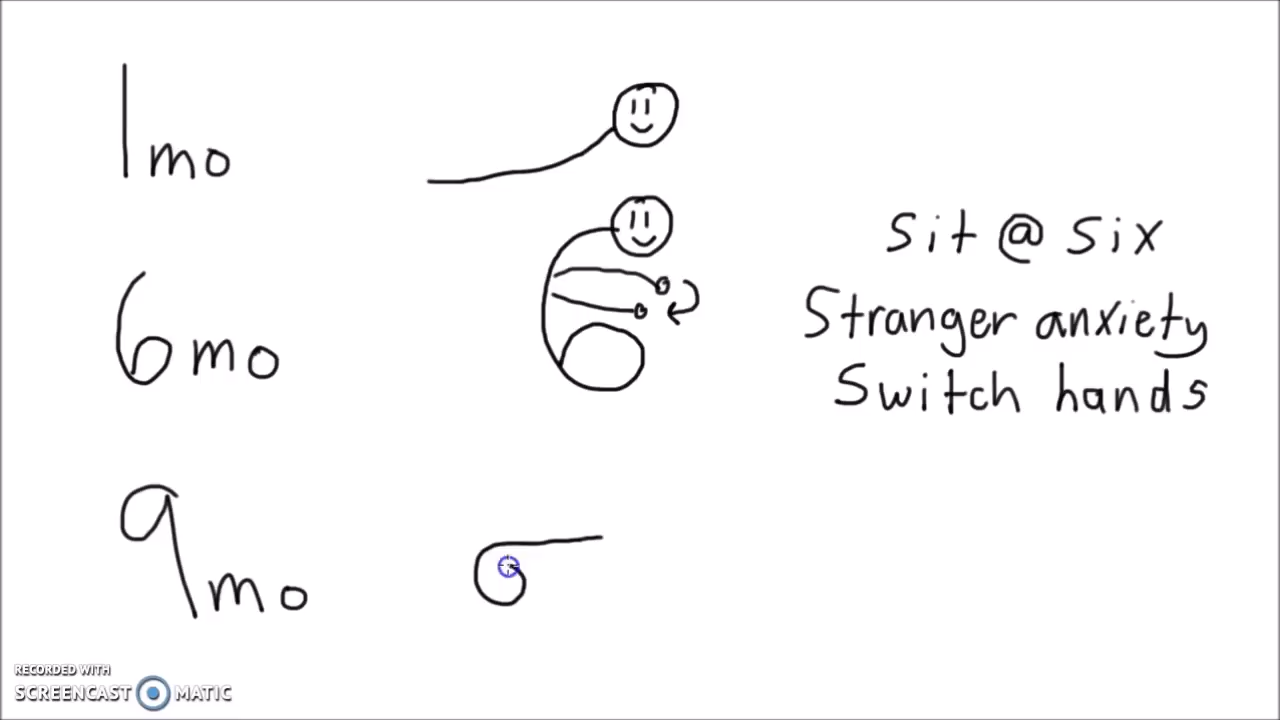 1mo
6mo
sit @ six
Stranger anxiety
Switch hands
9mo
RECORDED WITH
SCREENCAST MATIC